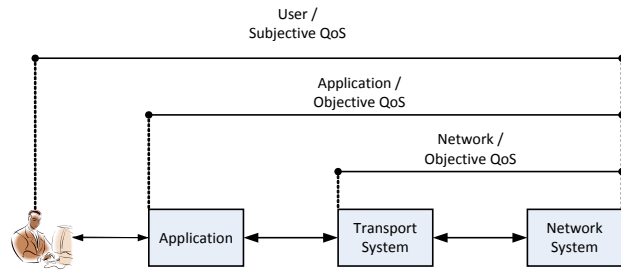 User /
Subjective QoS
Application /
Objective QoS
Network /
Objective QoS
Application
Transport
System
Network
System